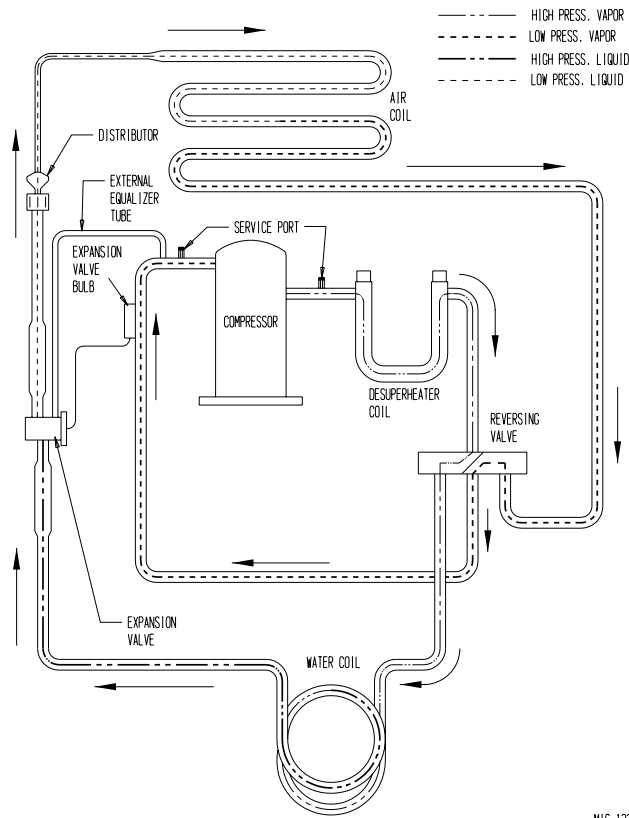 HIGH PRESS. VAPOR
LOW PRESS. VAPOR
HIGH PRESS. LIQUID
LOW PRESS. LIQUID
AIR
COIL
DISTRIBUTOR
EXTERNAL
EQUALIZER
TUBE
SERVICE PORT
EXPANSION
VALVE
BULB
COMPRESSOR
DESUPERHEATER
COIL
REVERSING
VALVE
EXPANSION
VALVE
WATER COIL